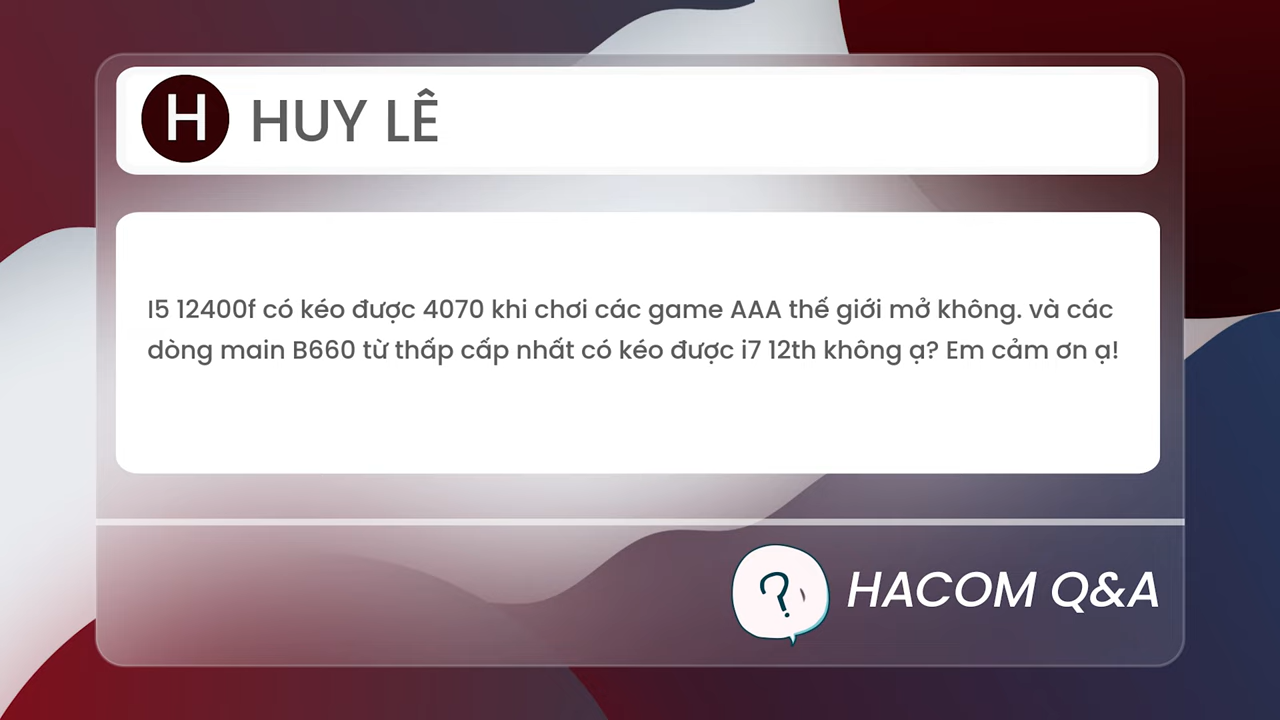 H HUY LÊ
I5 12400f có kéo được 4070 khi chơi các game AAA thế giới mở không. và các
dòng main B660 từ thấp cấp nhất có kéo được i7 12th không ạ? Em cảm ơn ạ!
?
HACOM Q&A